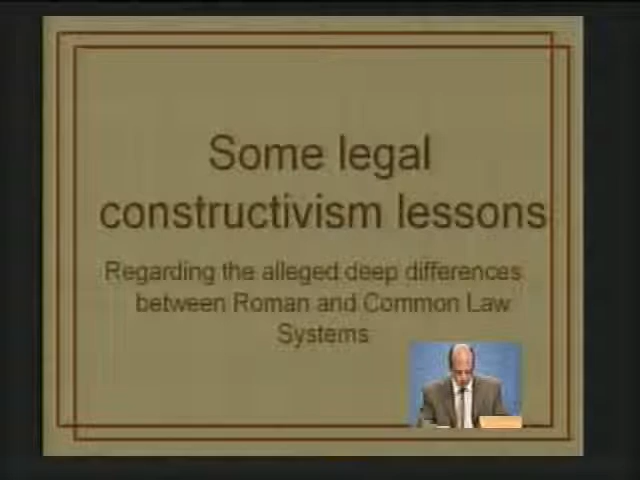 Some legal
constructivism lessons
Regarding the alleged deep differences
between Roman and Common Law
Systems